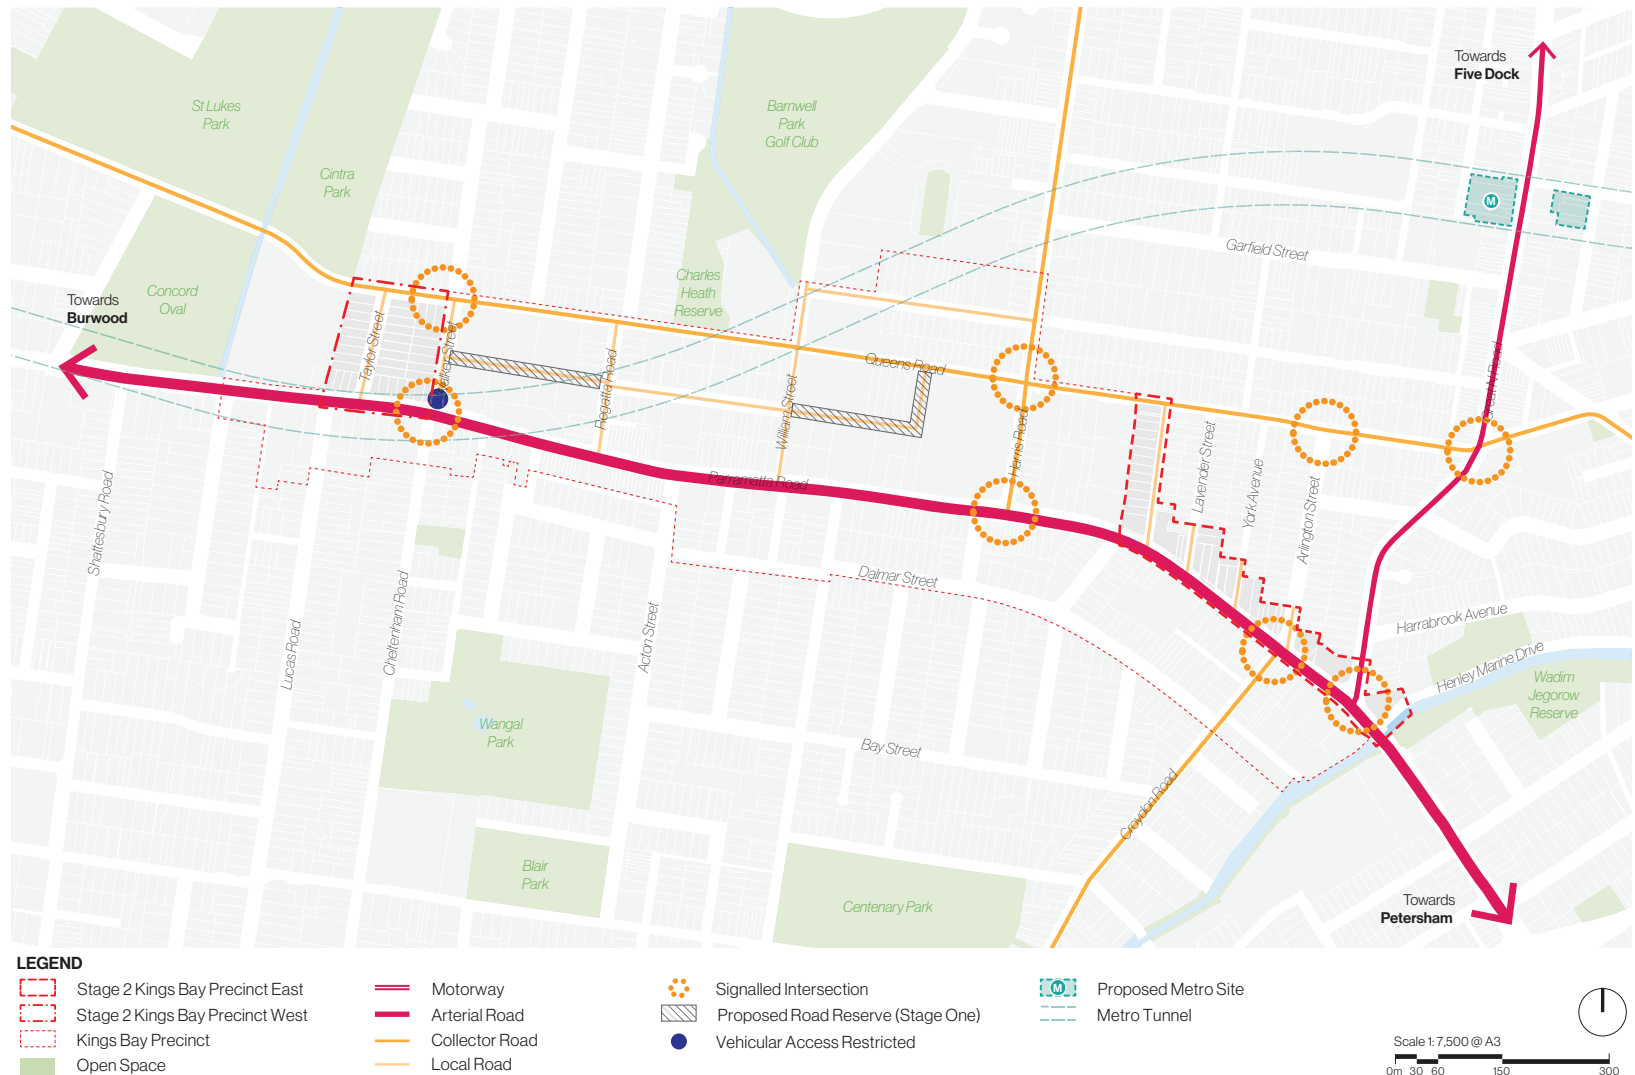 Towards
Five Dock
St Lukes
Park
Barnwell
Park
Golf Club
Cintra
Park
M
Garfield Street
Concord
Oval
Charles
Heath
Reserve
Towards
Burwood
Taylor Street
Walker Street
Regatta Road
William Street
Queens Road
Harris Road
Great N Road
Lavender Street
York Avenue
Arlington Street
Parramatta Road
Shaftesbury Road
Lucas Road
Cheltenham Road
Acton Street
Dalmar Street
Harrabrook Avenue
Henley Marine Drive
Wadim
Jegorow
Reserve
Wangal
Park
Bay Street
Croydon Road
Blair
Park
Centenary Park
Towards
Petersham
LEGEND
Stage 2 Kings Bay Precinct East
Stage 2 Kings Bay Precinct West
Kings Bay Precinct
Open Space
Motorway
Arterial Road
Collector Road
Local Road
Signalled Intersection
Proposed Road Reserve (Stage One)
Vehicular Access Restricted
M
Proposed Metro Site
Metro Tunnel
Scale 1: 7,500 @ A3
0m 30 60 150 300